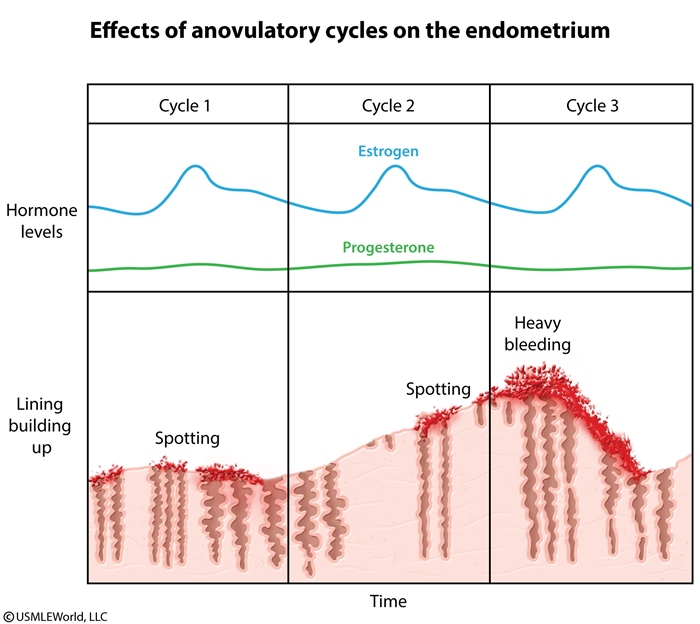 Effects of anovulatory cycles on the endometrium
Cycle 1
Cycle 2
Cycle 3
Estrogen
Hormone
levels
Progesterone
Heavy
bleeding
Lining
building
up
Spotting
Spotting
Time
©USMLEWorld, LLC